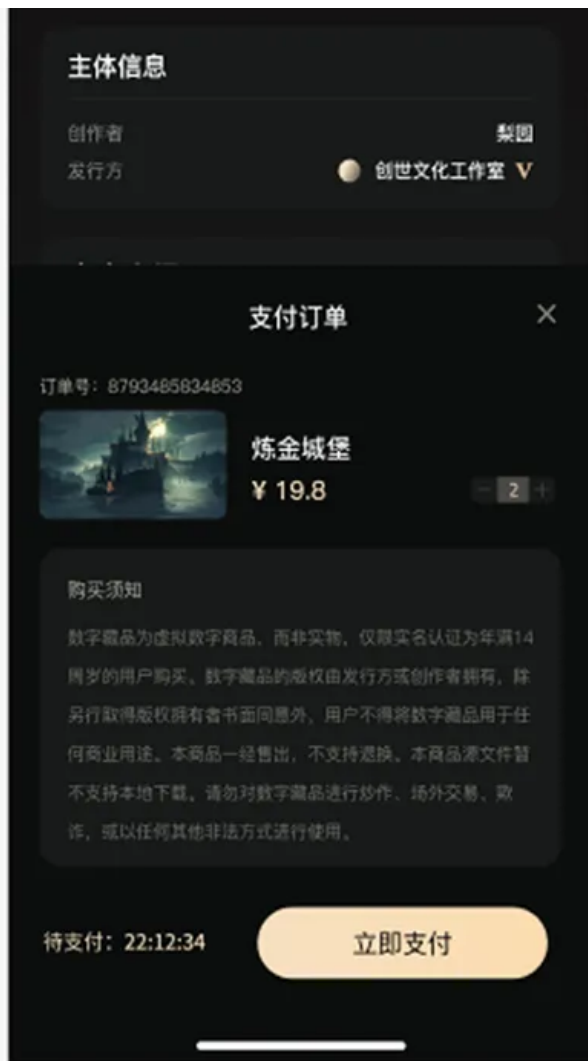 主体信息
创作者 梨园
发行方 创世文化工作室 V
支付订单 ×
订单号：8793485834853
炼金城堡
¥ 19.8 − 2 +
购买须知
数字藏品为虚拟数字商品，而非实物，仅限实名认证为年满14
周岁的用户购买。数字藏品的版权由发行方或创作者拥有，除
另行取得版权拥有者书面同意外，用户不得将数字藏品用于任
何商业用途。本商品一经售出，不支持退换。本商品源文件暂
不支持本地下载。请勿对数字藏品进行炒作、场外交易、欺
诈，或以任何其他非法方式进行使用。
待支付：22:12:34 立即支付